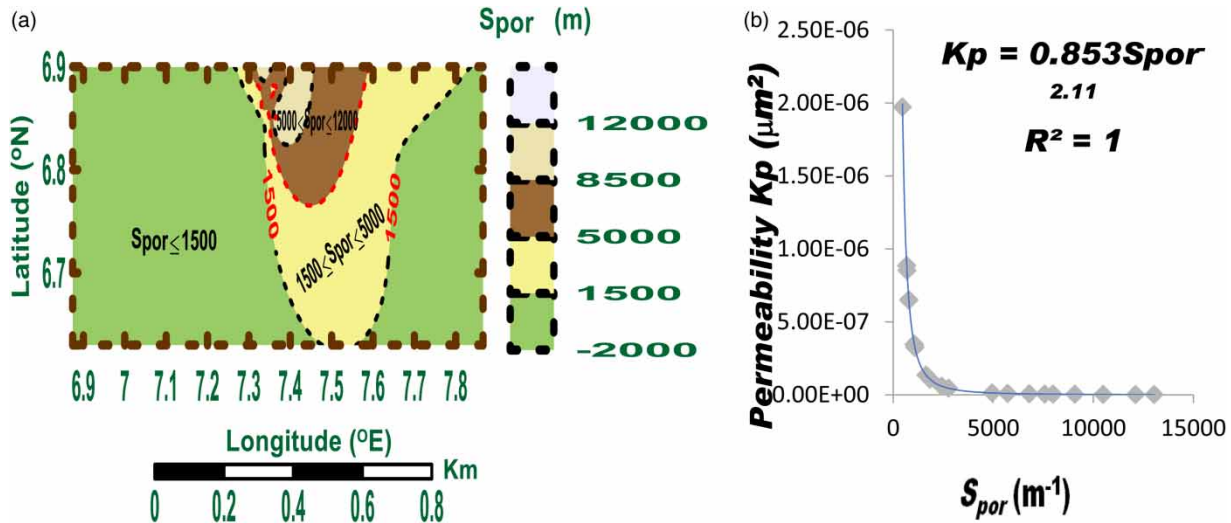 (a)
Spor (m)
6.9
6.8
6.7
Latitude (ºN)
5000≤Spor≤12000
1500
1500
Spor≤1500
1500≤Spor≤5000
12000
8500
5000
1500
-2000
6.9 7 7.1 7.2 7.3 7.4 7.5 7.6 7.7 7.8
Longitude (ºE)
Km
0 0.2 0.4 0.6 0.8
(b)
2.50E-06
2.00E-06
1.50E-06
1.00E-06
5.00E-07
0.00E+00
Permeability Kp (μm²)
Kp = 0.853Spor⁻
2.11
R² = 1
0 5000 10000 15000
Spor (m⁻¹)